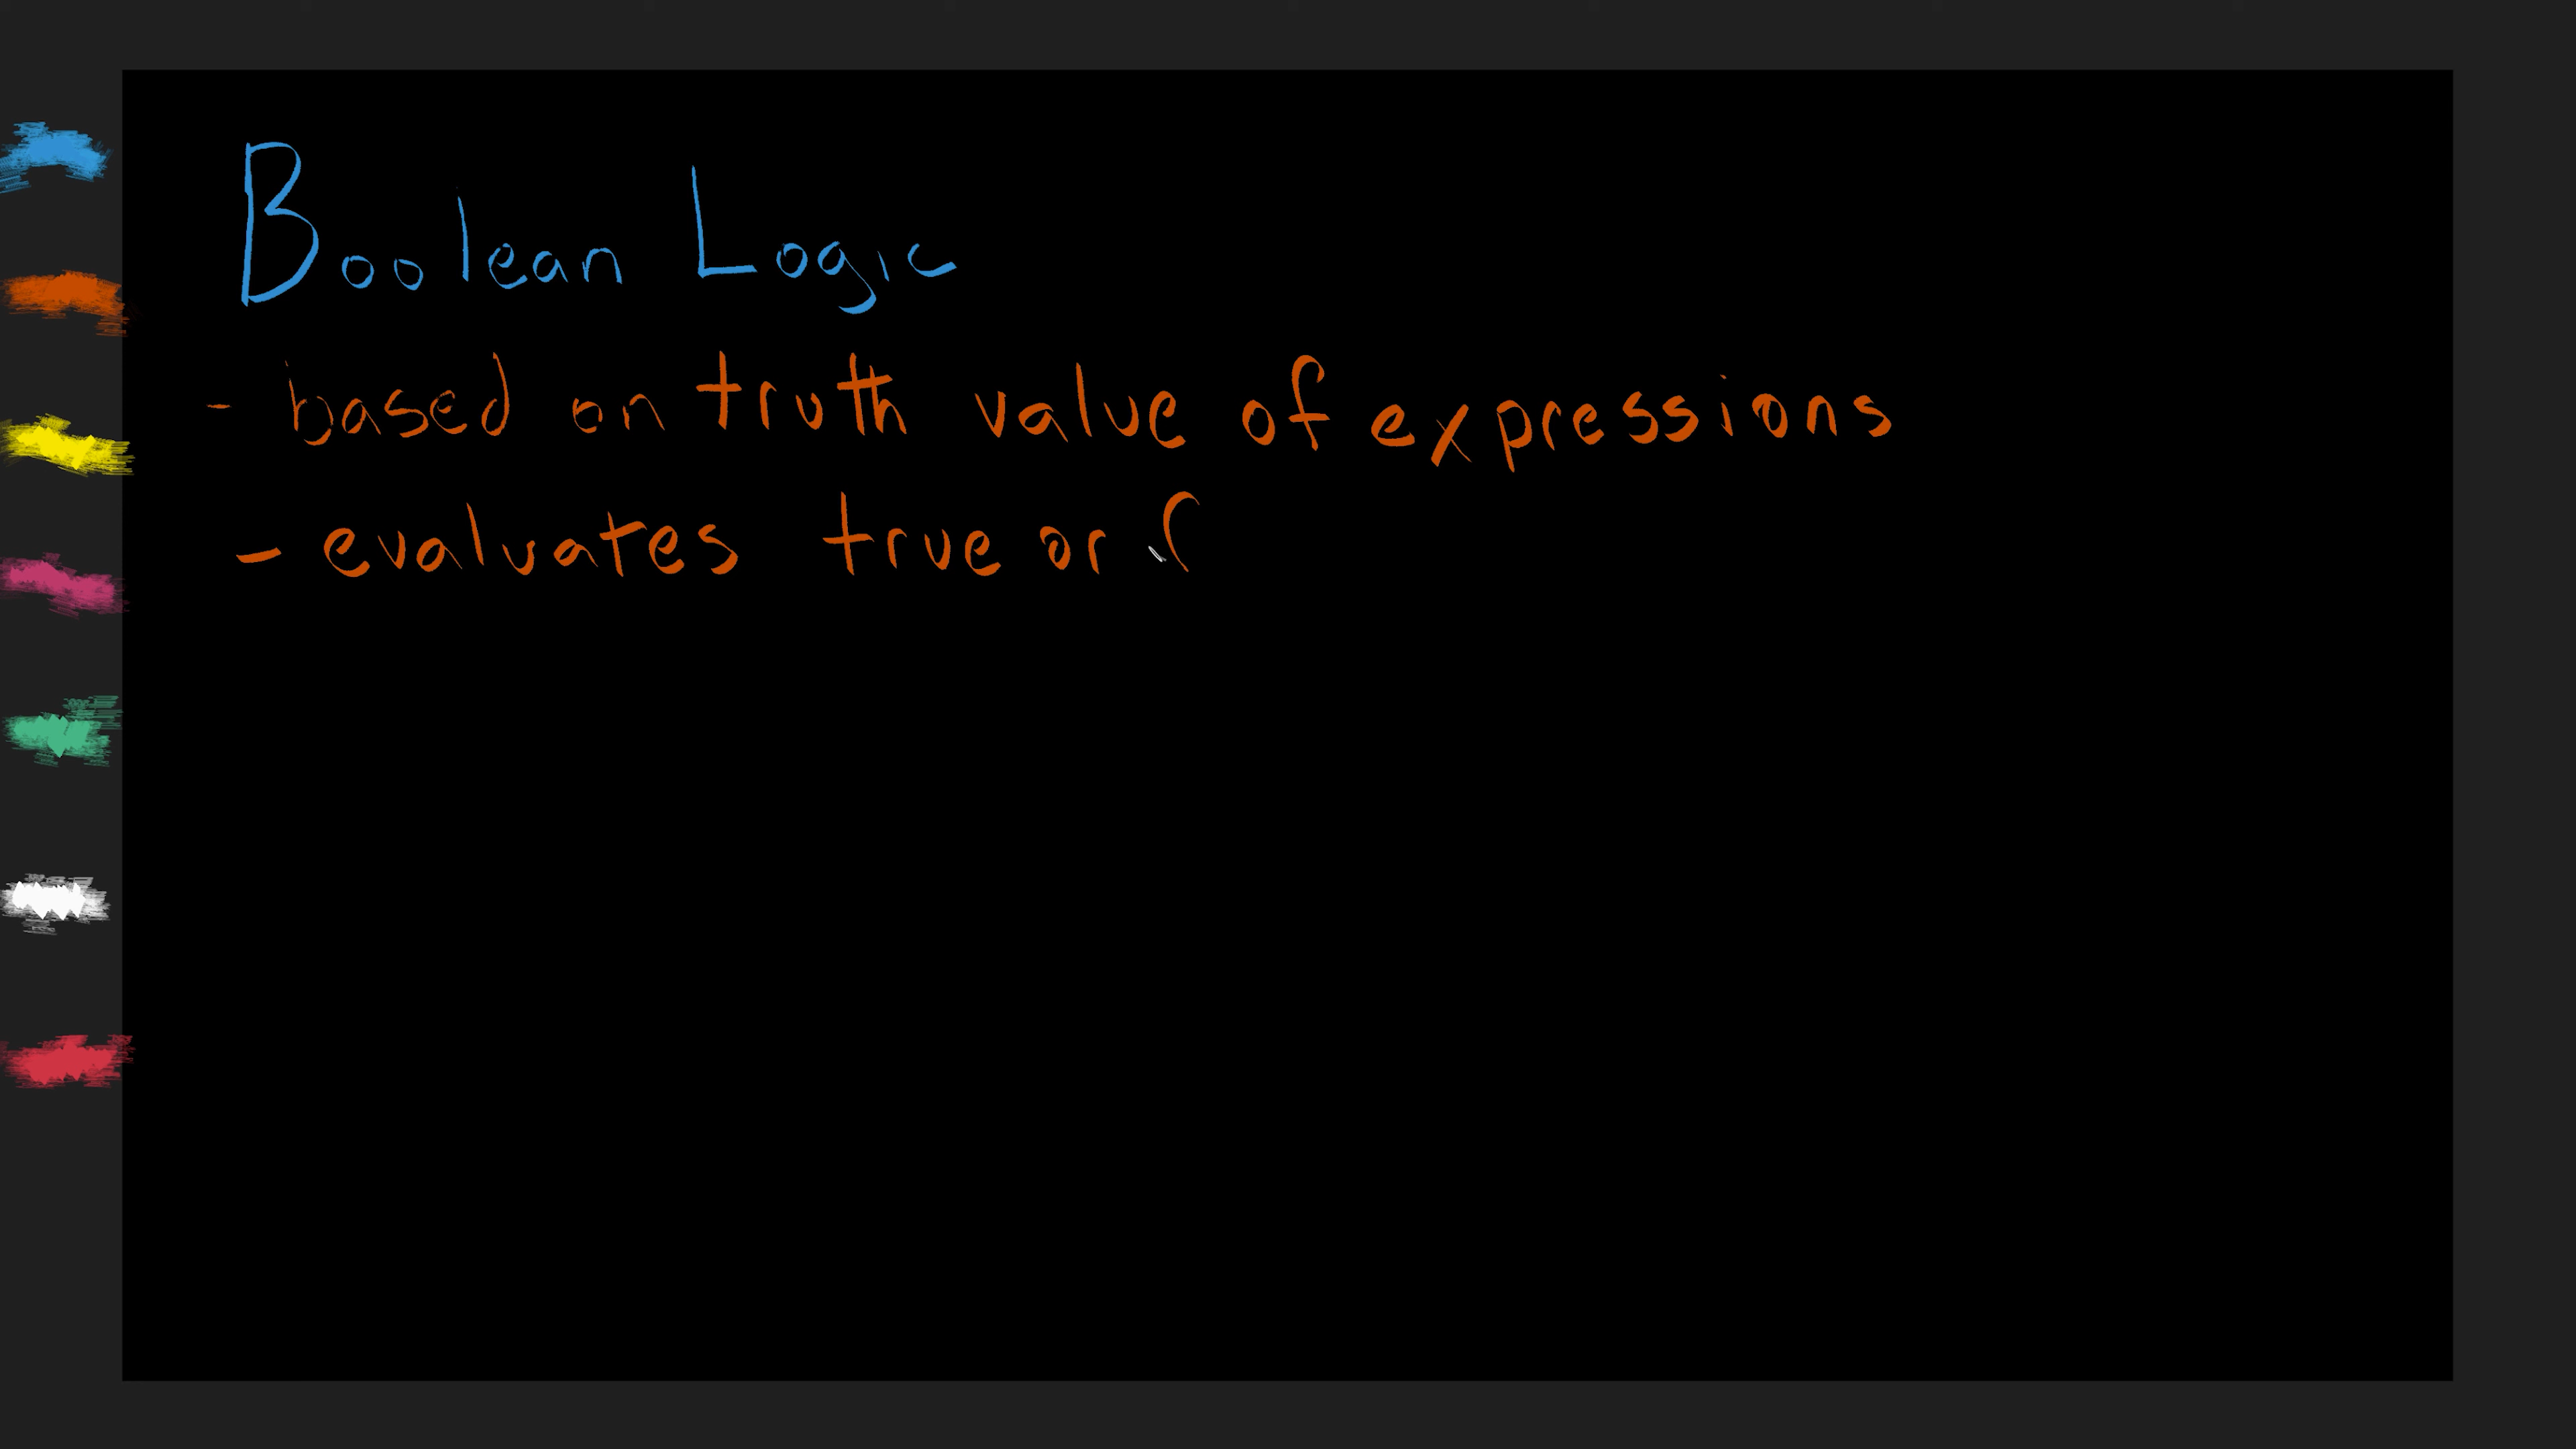 Boolean Logic
- based on truth value of expressions
- evaluates true or f